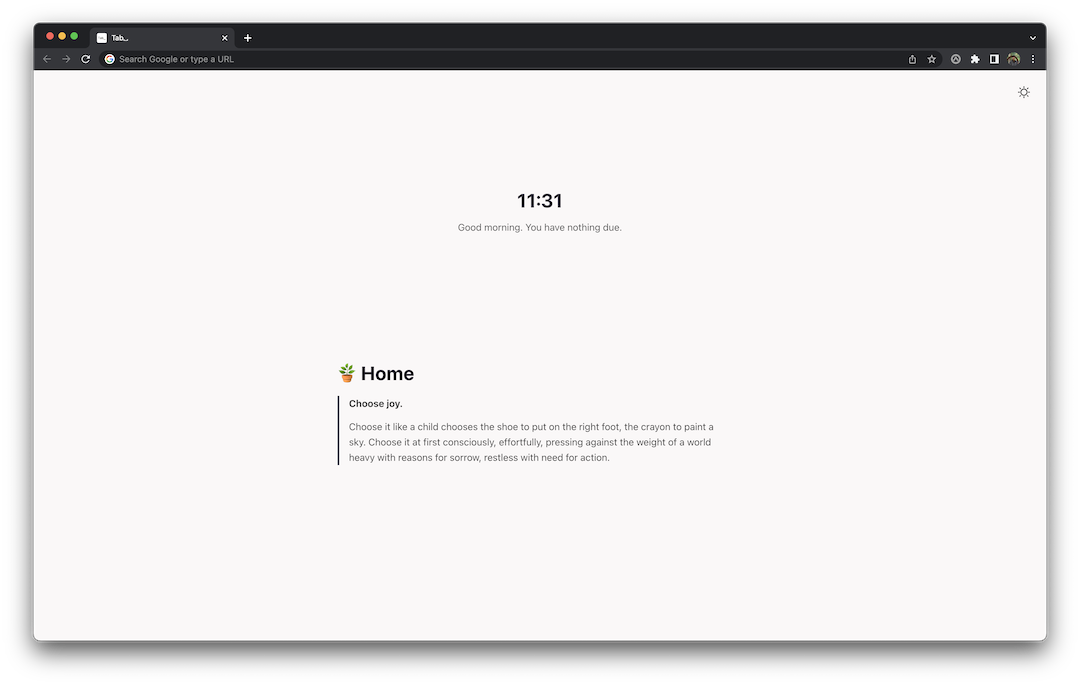 Tab_
Search Google or type a URL
11:31
Good morning. You have nothing due.
🪴 Home
Choose joy.
Choose it like a child chooses the shoe to put on the right foot, the crayon to paint a
sky. Choose it at first consciously, effortfully, pressing against the weight of a world
heavy with reasons for sorrow, restless with need for action.